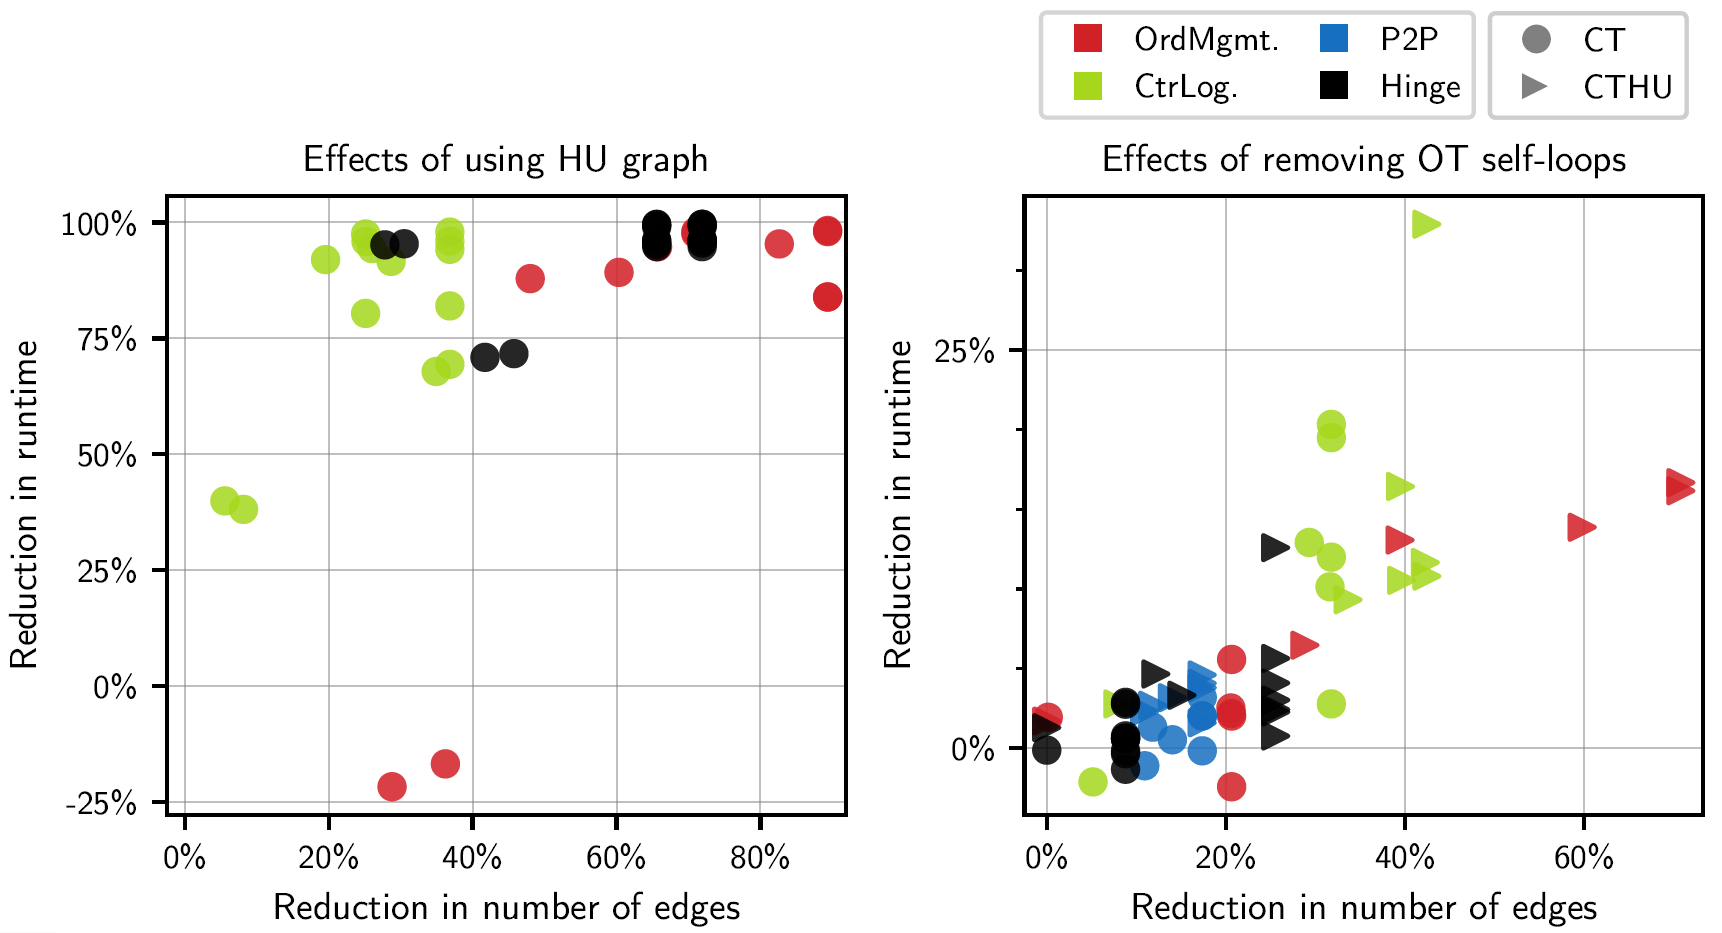 OrdMgmt.
P2P
CT
CtrLog.
Hinge
CTHU
Effects of using HU graph
Effects of removing OT self-loops
100%
75%
50%
25%
0%
-25%
Reduction in runtime
0%
20%
40%
60%
80%
Reduction in number of edges
25%
0%
Reduction in runtime
0%
20%
40%
60%
Reduction in number of edges